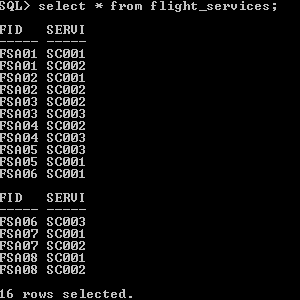 SQL> select * from flight_services;
FID   SERVI
----- -----
FSA01 SC001
FSA01 SC002
FSA02 SC001
FSA02 SC002
FSA03 SC002
FSA03 SC003
FSA04 SC002
FSA04 SC003
FSA05 SC003
FSA05 SC001
FSA06 SC001
FID   SERVI
----- -----
FSA06 SC003
FSA07 SC001
FSA07 SC002
FSA08 SC001
FSA08 SC002
16 rows selected.